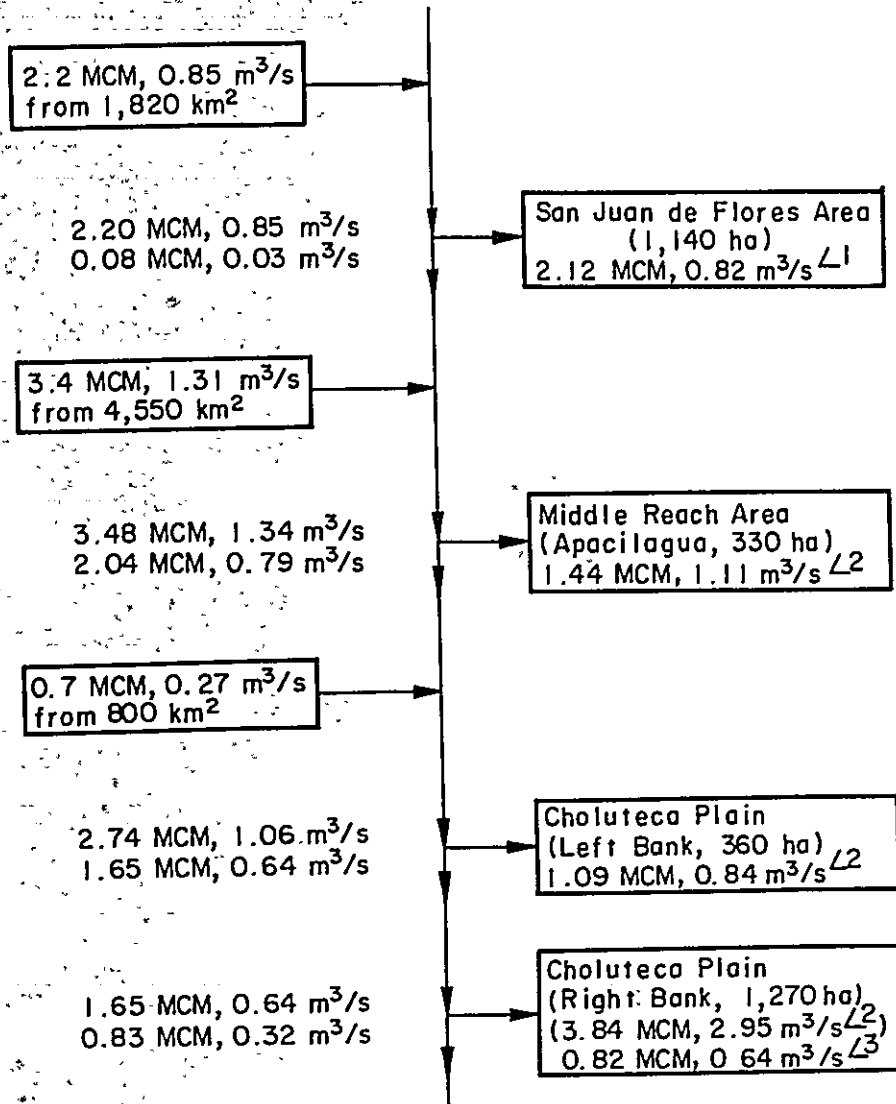 2.2 MCM, 0.85 m³/s
from 1,820 km²
2.20 MCM, 0.85 m³/s
0.08 MCM, 0.03 m³/s
San Juan de Flores Area
(1,140 ha)
2.12 MCM, 0.82 m³/s ∠1
3.4 MCM, 1.31 m³/s
from 4,550 km²
3.48 MCM, 1.34 m³/s
2.04 MCM, 0.79 m³/s
Middle Reach Area
(Apacilagua, 330 ha)
1.44 MCM, 1.11 m³/s ∠2
0.7 MCM, 0.27 m³/s
from 800 km²
2.74 MCM, 1.06 m³/s
1.65 MCM, 0.64 m³/s
Choluteca Plain
(Left Bank, 360 ha)
1.09 MCM, 0.84 m³/s ∠2
1.65 MCM, 0.64 m³/s
0.83 MCM, 0.32 m³/s
Choluteca Plain
(Right Bank, 1,270 ha)
(3.84 MCM, 2.95 m³/s ∠2)
0.82 MCM, 0 64 m³/s ∠3